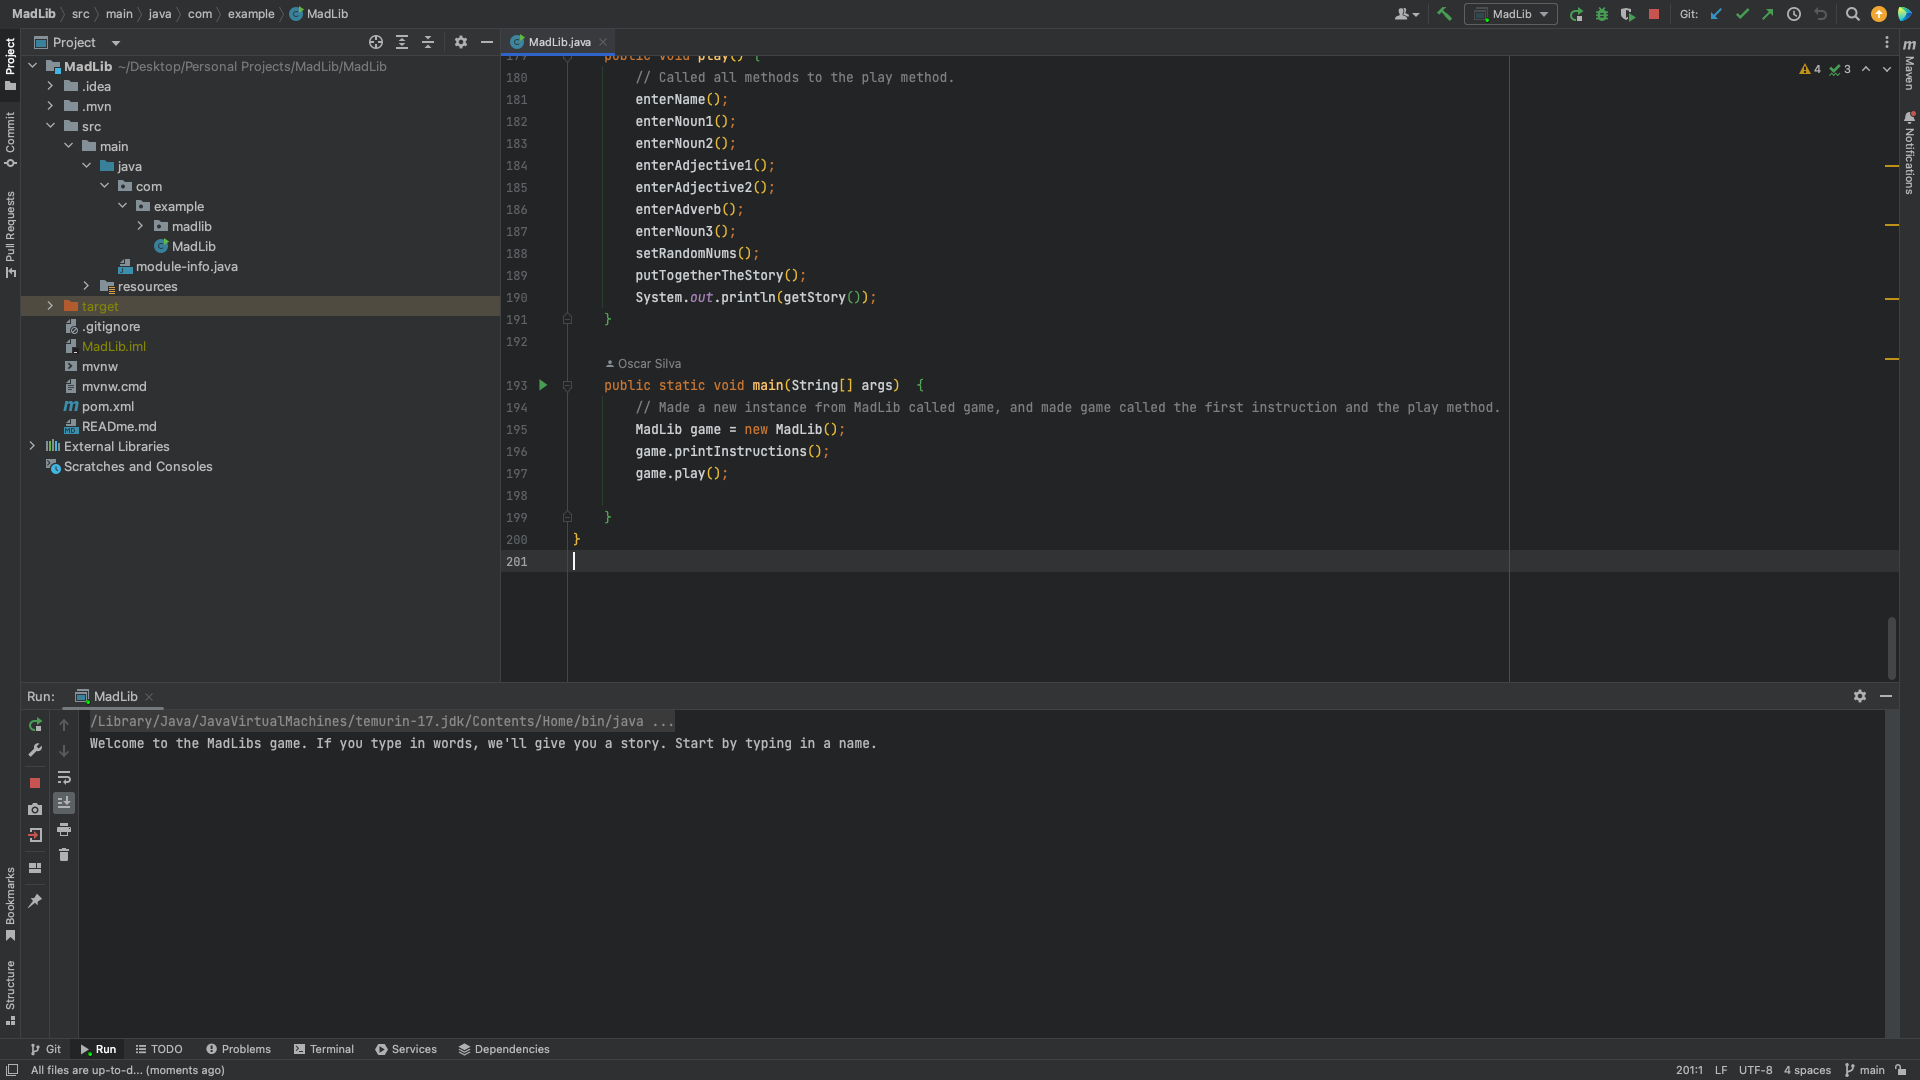 MadLib src main java com example MadLib
MadLib
Git:
Project
MadLib.java
Project
Commit
Pull Requests
Bookmarks
Structure
MadLib ~/Desktop/Personal Projects/MadLib/MadLib
.idea
.mvn
src
main
java
com
example
madlib
MadLib
module-info.java
resources
target
.gitignore
MadLib.iml
mvnw
mvnw.cmd
pom.xml
READme.md
External Libraries
Scratches and Consoles
4 3
Maven
Notifications
179 public void play() {
180 // Called all methods to the play method.
181 enterName();
182 enterNoun1();
183 enterNoun2();
184 enterAdjective1();
185 enterAdjective2();
186 enterAdverb();
187 enterNoun3();
188 setRandomNums();
189 putTogetherTheStory();
190 System.out.println(getStory());
191 }
192
Oscar Silva
193 public static void main(String[] args) {
194 // Made a new instance from MadLib called game, and made game called the first instruction and the play method.
195 MadLib game = new MadLib();
196 game.printInstructions();
197 game.play();
198
199 }
200 }
201
Run: MadLib
/Library/Java/JavaVirtualMachines/temurin-17.jdk/Contents/Home/bin/java ...
Welcome to the MadLibs game. If you type in words, we'll give you a story. Start by typing in a name.
Git Run TODO Problems Terminal Services Dependencies
All files are up-to-d... (moments ago)
201:1 LF UTF-8 4 spaces main